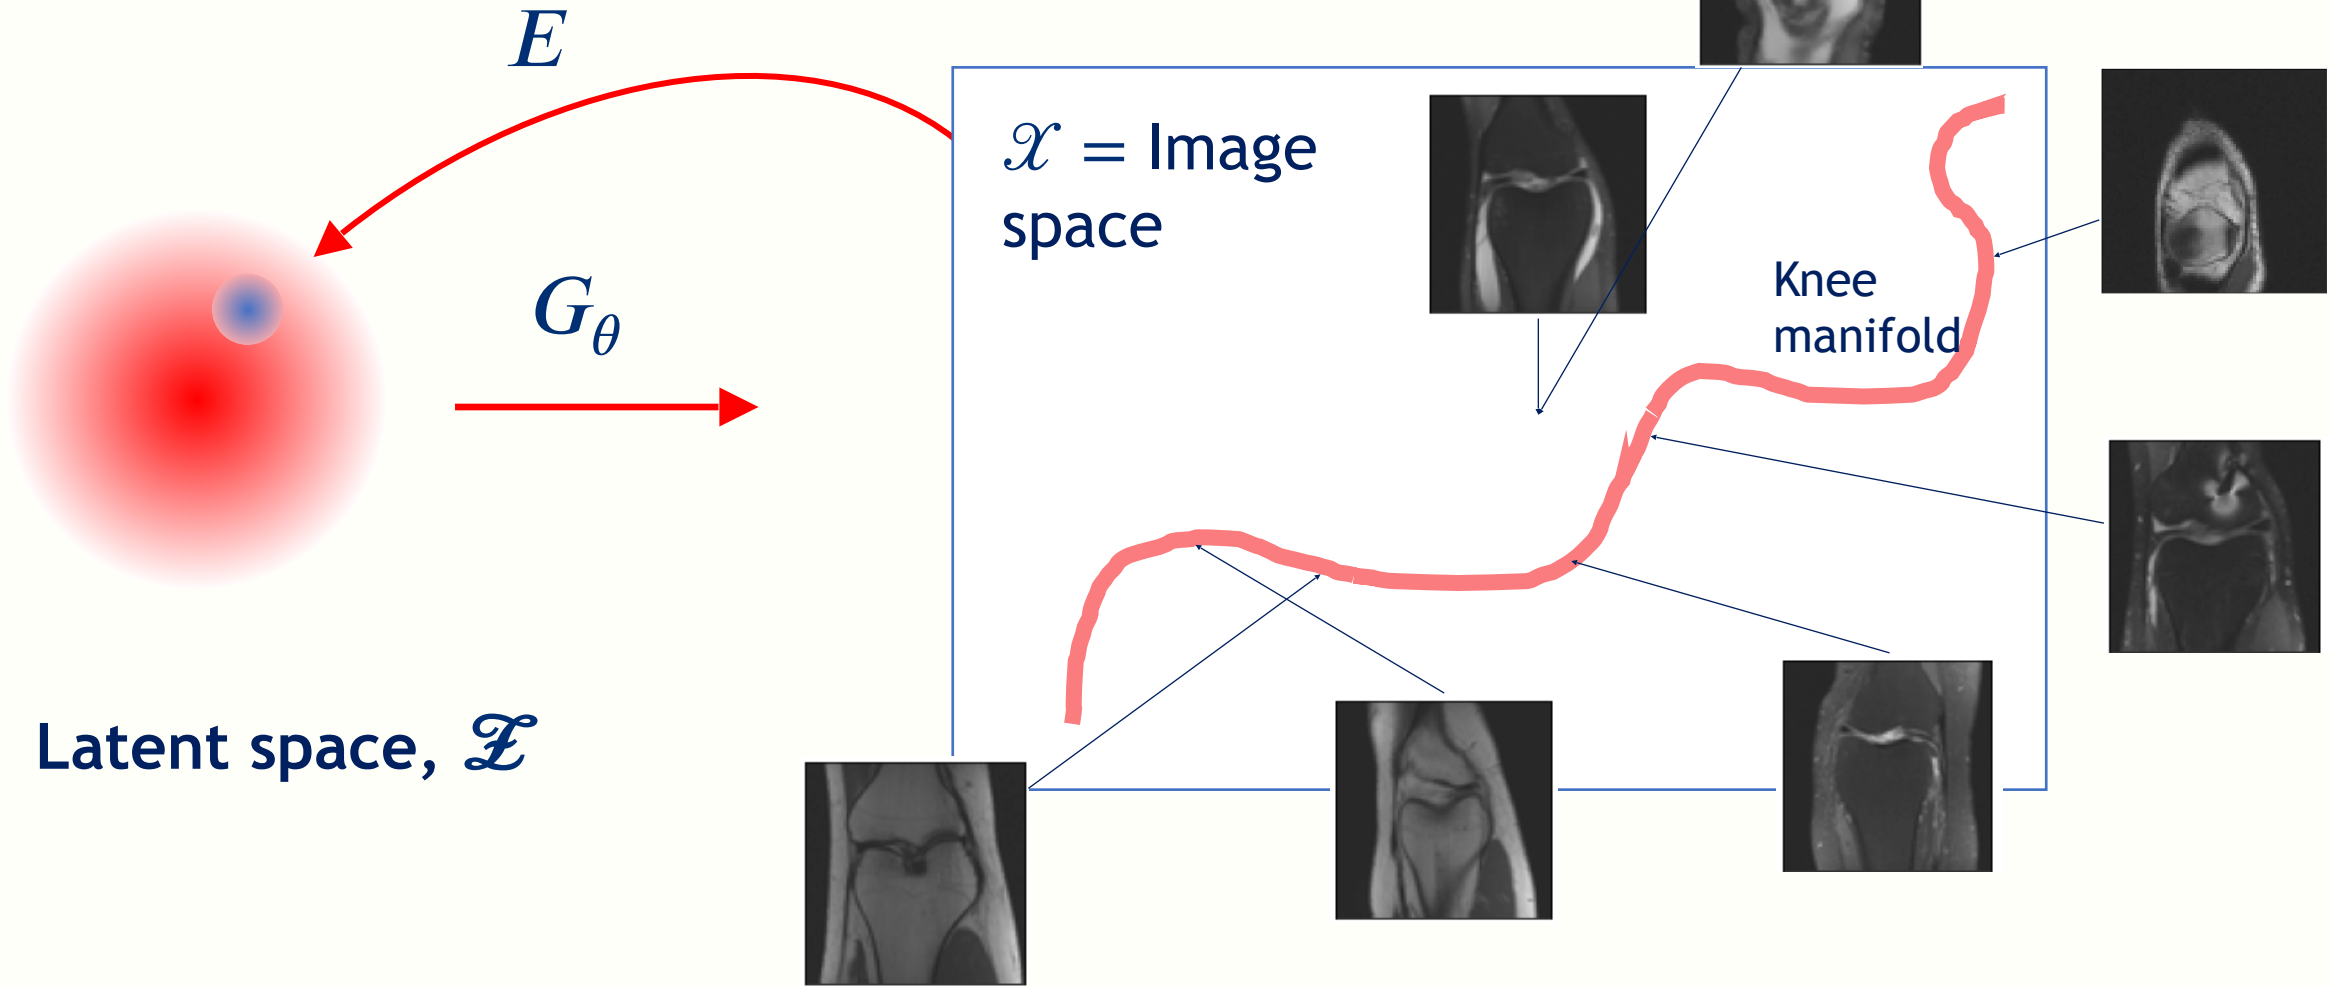 E
𝒳 = Image
space
G_θ
Knee
manifold
Latent space, 𝒵